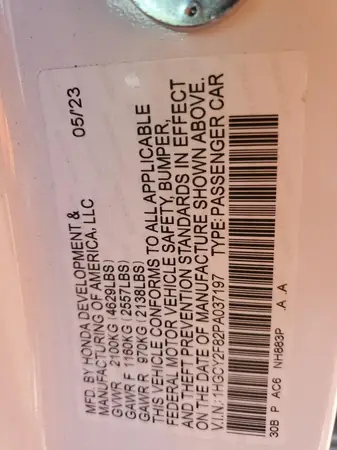 MFD. BY HONDA DEVELOPMENT & 05/'23
MANUFACTURING OF AMERICA, LLC
GVWR 2100KG (4629LBS)
GAWR F 1160KG (2557LBS)
GAWR R 970KG (2138LBS)
THIS VEHICLE CONFORMS TO ALL APPLICABLE
FEDERAL MOTOR VEHICLE SAFETY, BUMPER,
AND THEFT PREVENTION STANDARDS IN EFFECT
ON THE DATE OF MANUFACTURE SHOWN ABOVE.
V.I.N.: 1HGCY2F82PA037197 TYPE: PASSENGER CAR
30B P AC6 NH883P .A .A